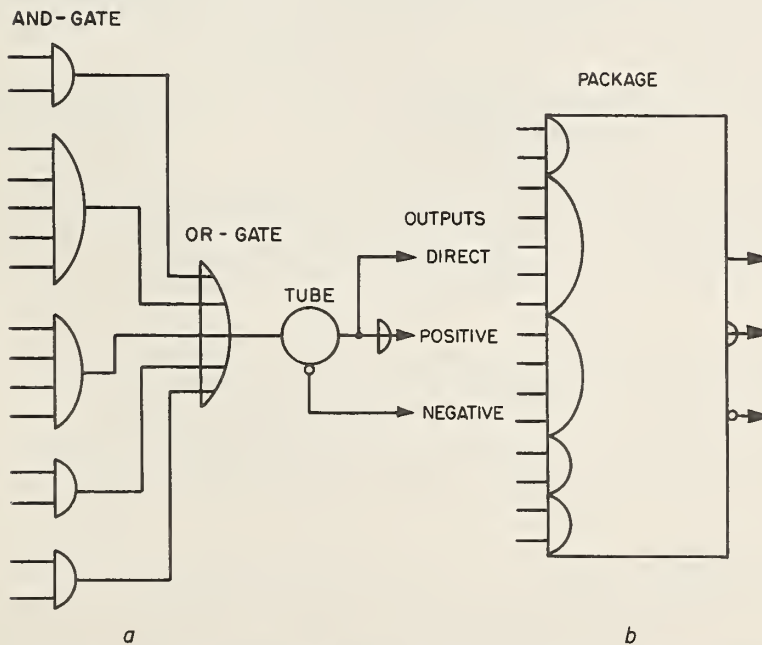 AND-GATE
PACKAGE
OUTPUTS
OR-GATE
DIRECT
TUBE
POSITIVE
NEGATIVE
a
b